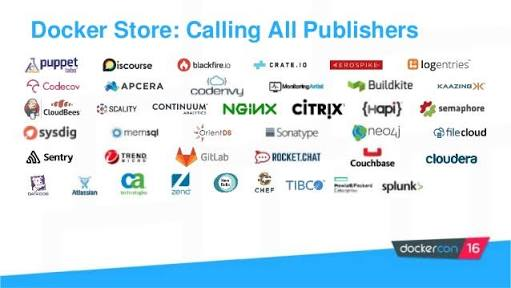 Docker Store: Calling All Publishers
puppet labs Discourse blackfire.io CRATE.IO AEROSPIKE logentries
Codecov APCERA codenvy MonitoringArtist Buildkite KAAZING
CloudBees SCALITY CONTINUUM ANALYTICS NGINX CITRIX {hapi} semaphore
sysdig memsql OrientDB Sonatype neo4j filecloud
Sentry TREND MICRO GitLab ROCKET.CHAT Couchbase cloudera
DATADOG Atlassian ca technologies zend New Relic CHEF TIBCO Hewlett Packard Enterprise splunk>
dockercon 16